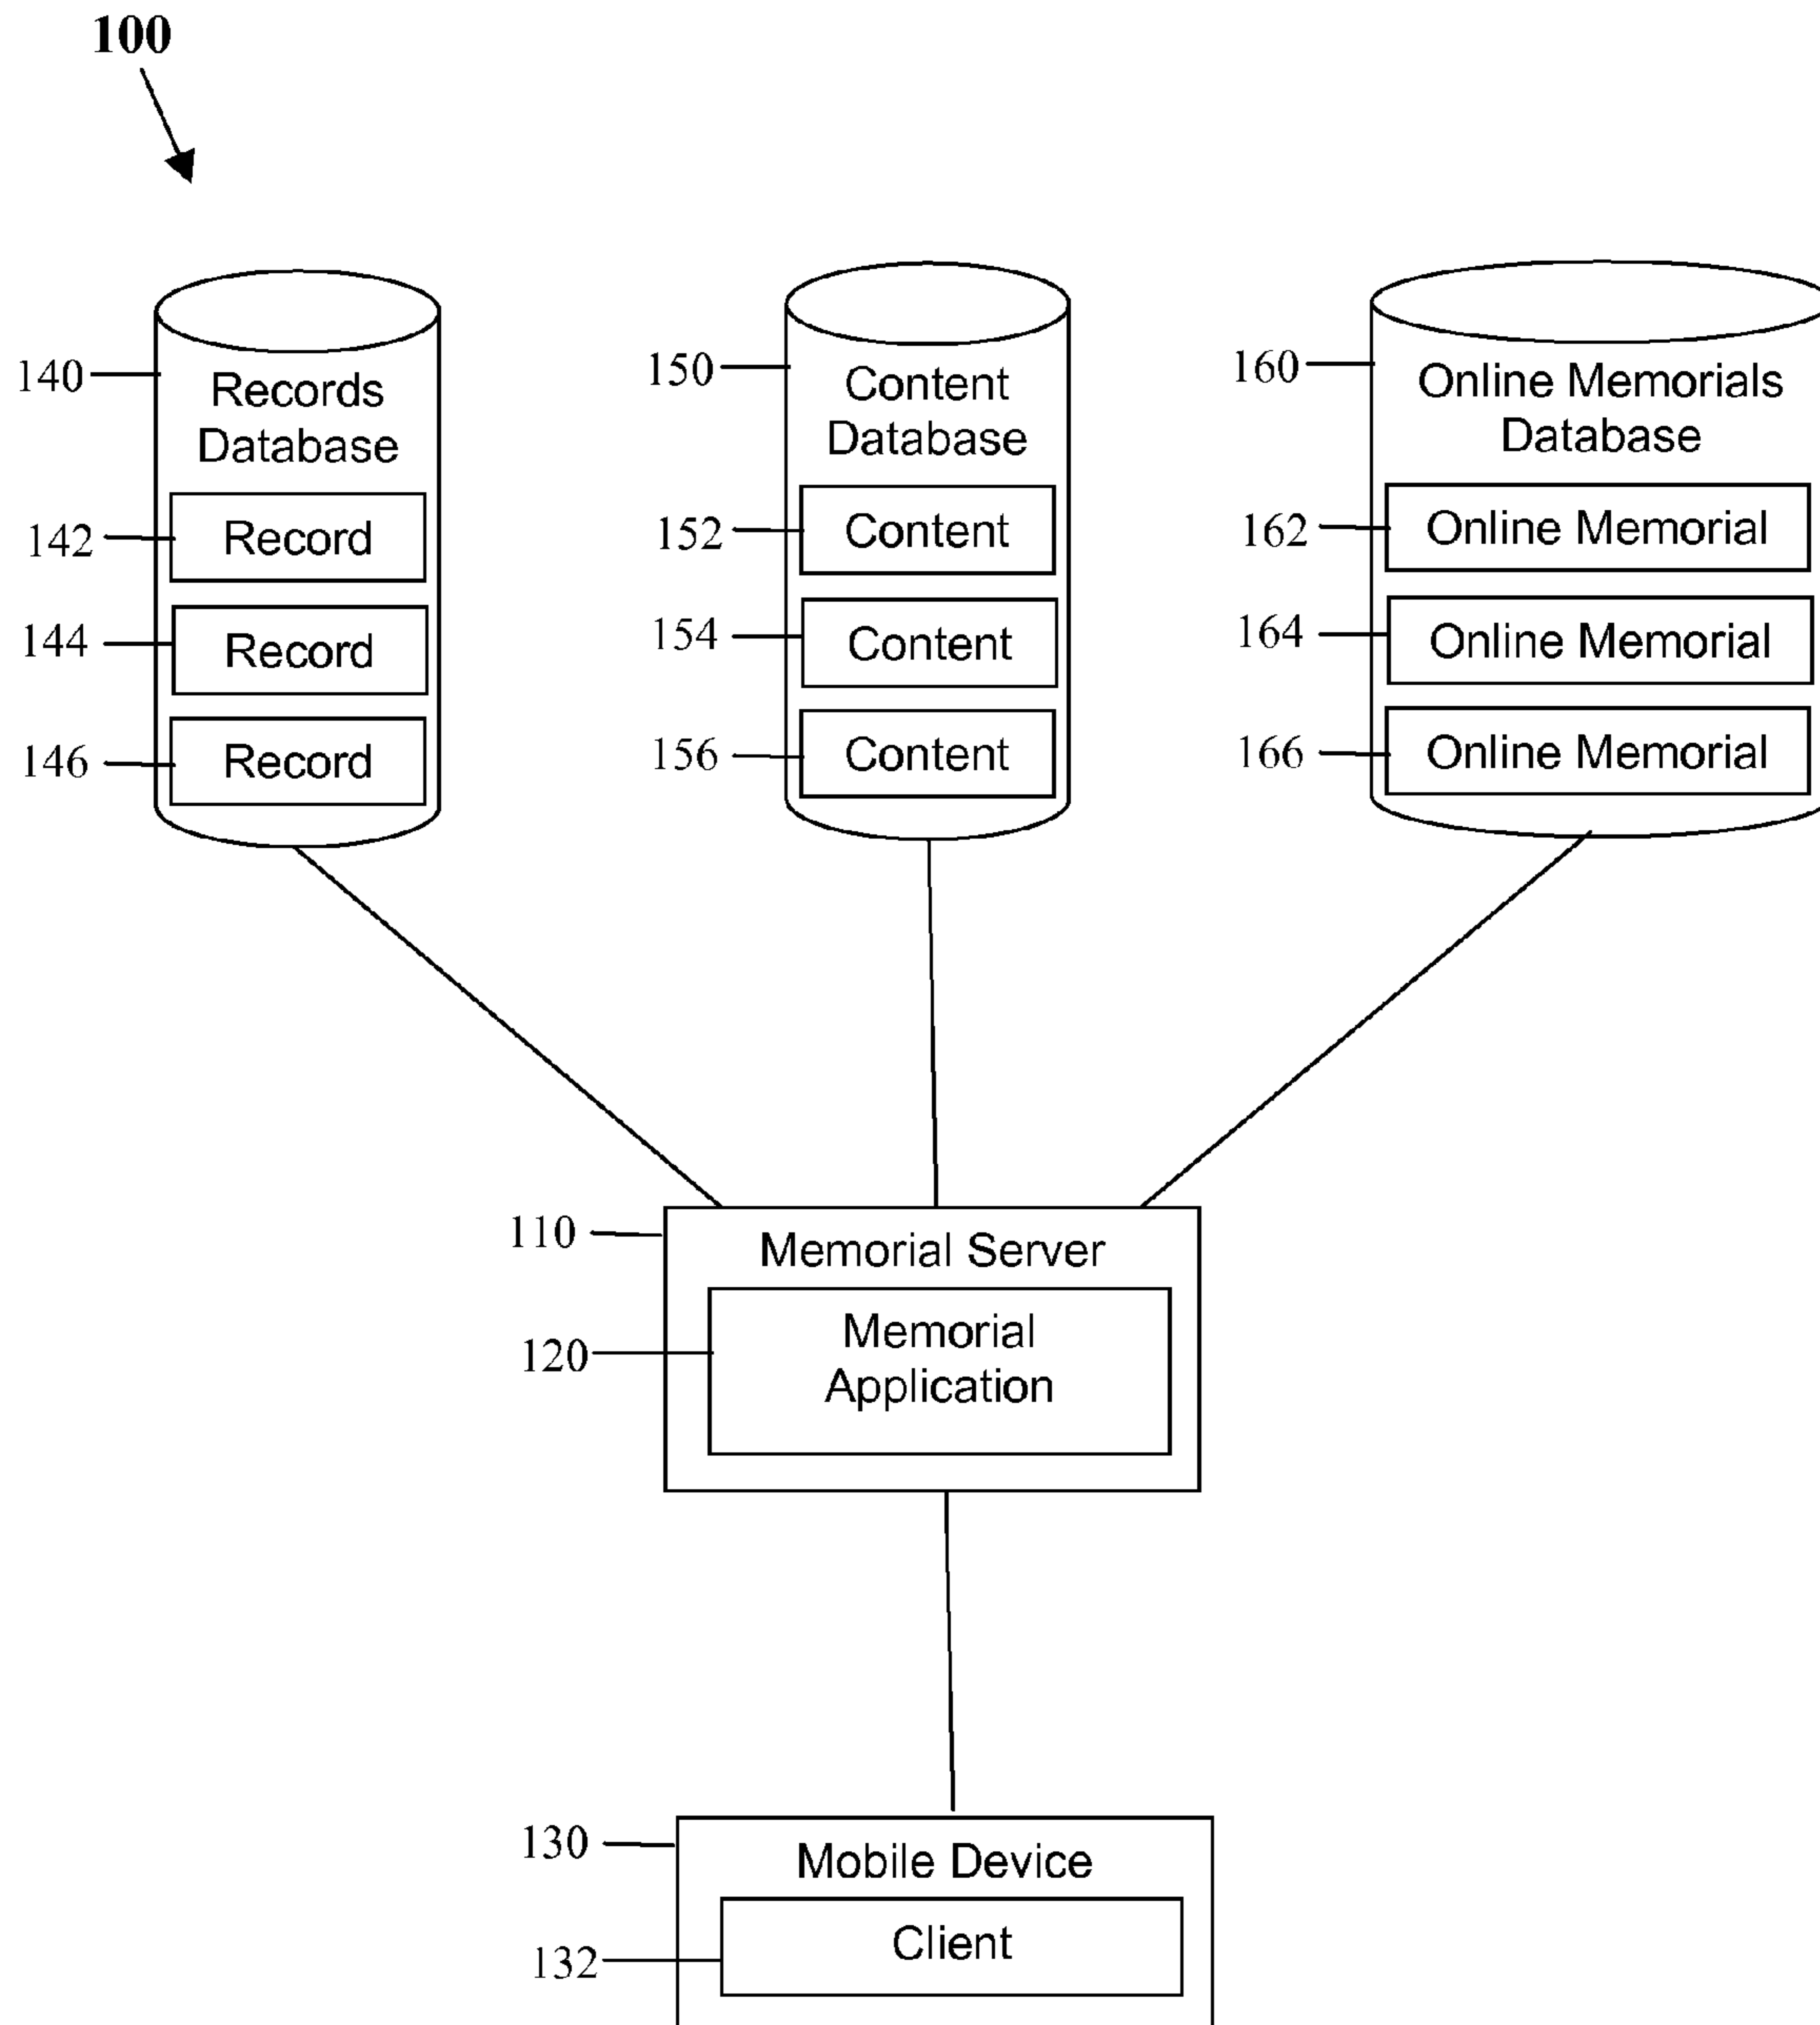 100
140
Records
Database
142
Record
144
Record
146
Record
150
Content
Database
152
Content
154
Content
156
Content
160
Online Memorials
Database
162
Online Memorial
164
Online Memorial
166
Online Memorial
110
Memorial Server
120
Memorial
Application
130
Mobile Device
132
Client